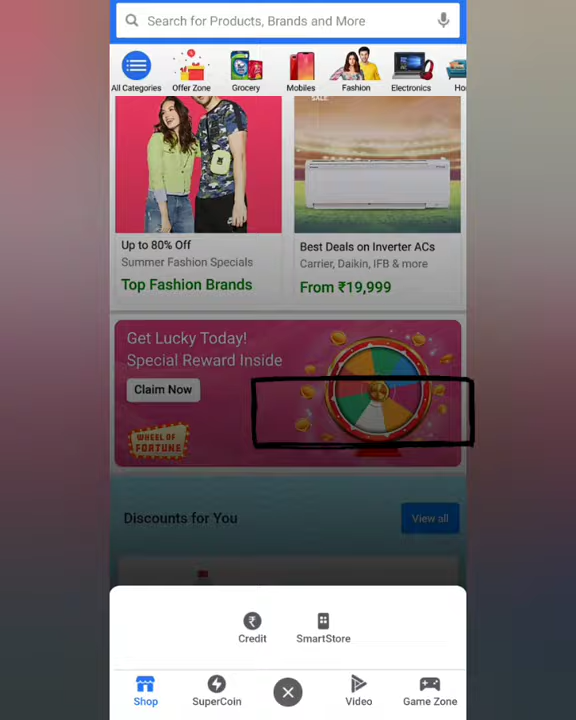 Search for Products, Brands and More
All Categories
Offer Zone
Grocery
Mobiles
Fashion
Electronics
Ho
SALE
Up to 80% Off
Summer Fashion Specials
Top Fashion Brands
Best Deals on Inverter ACs
Carrier, Daikin, IFB & more
From ₹19,999
Get Lucky Today!
Special Reward Inside
Claim Now
WHEEL OF
FORTUNE
Discounts for You
View all
Credit
SmartStore
Shop
SuperCoin
Video
Game Zone